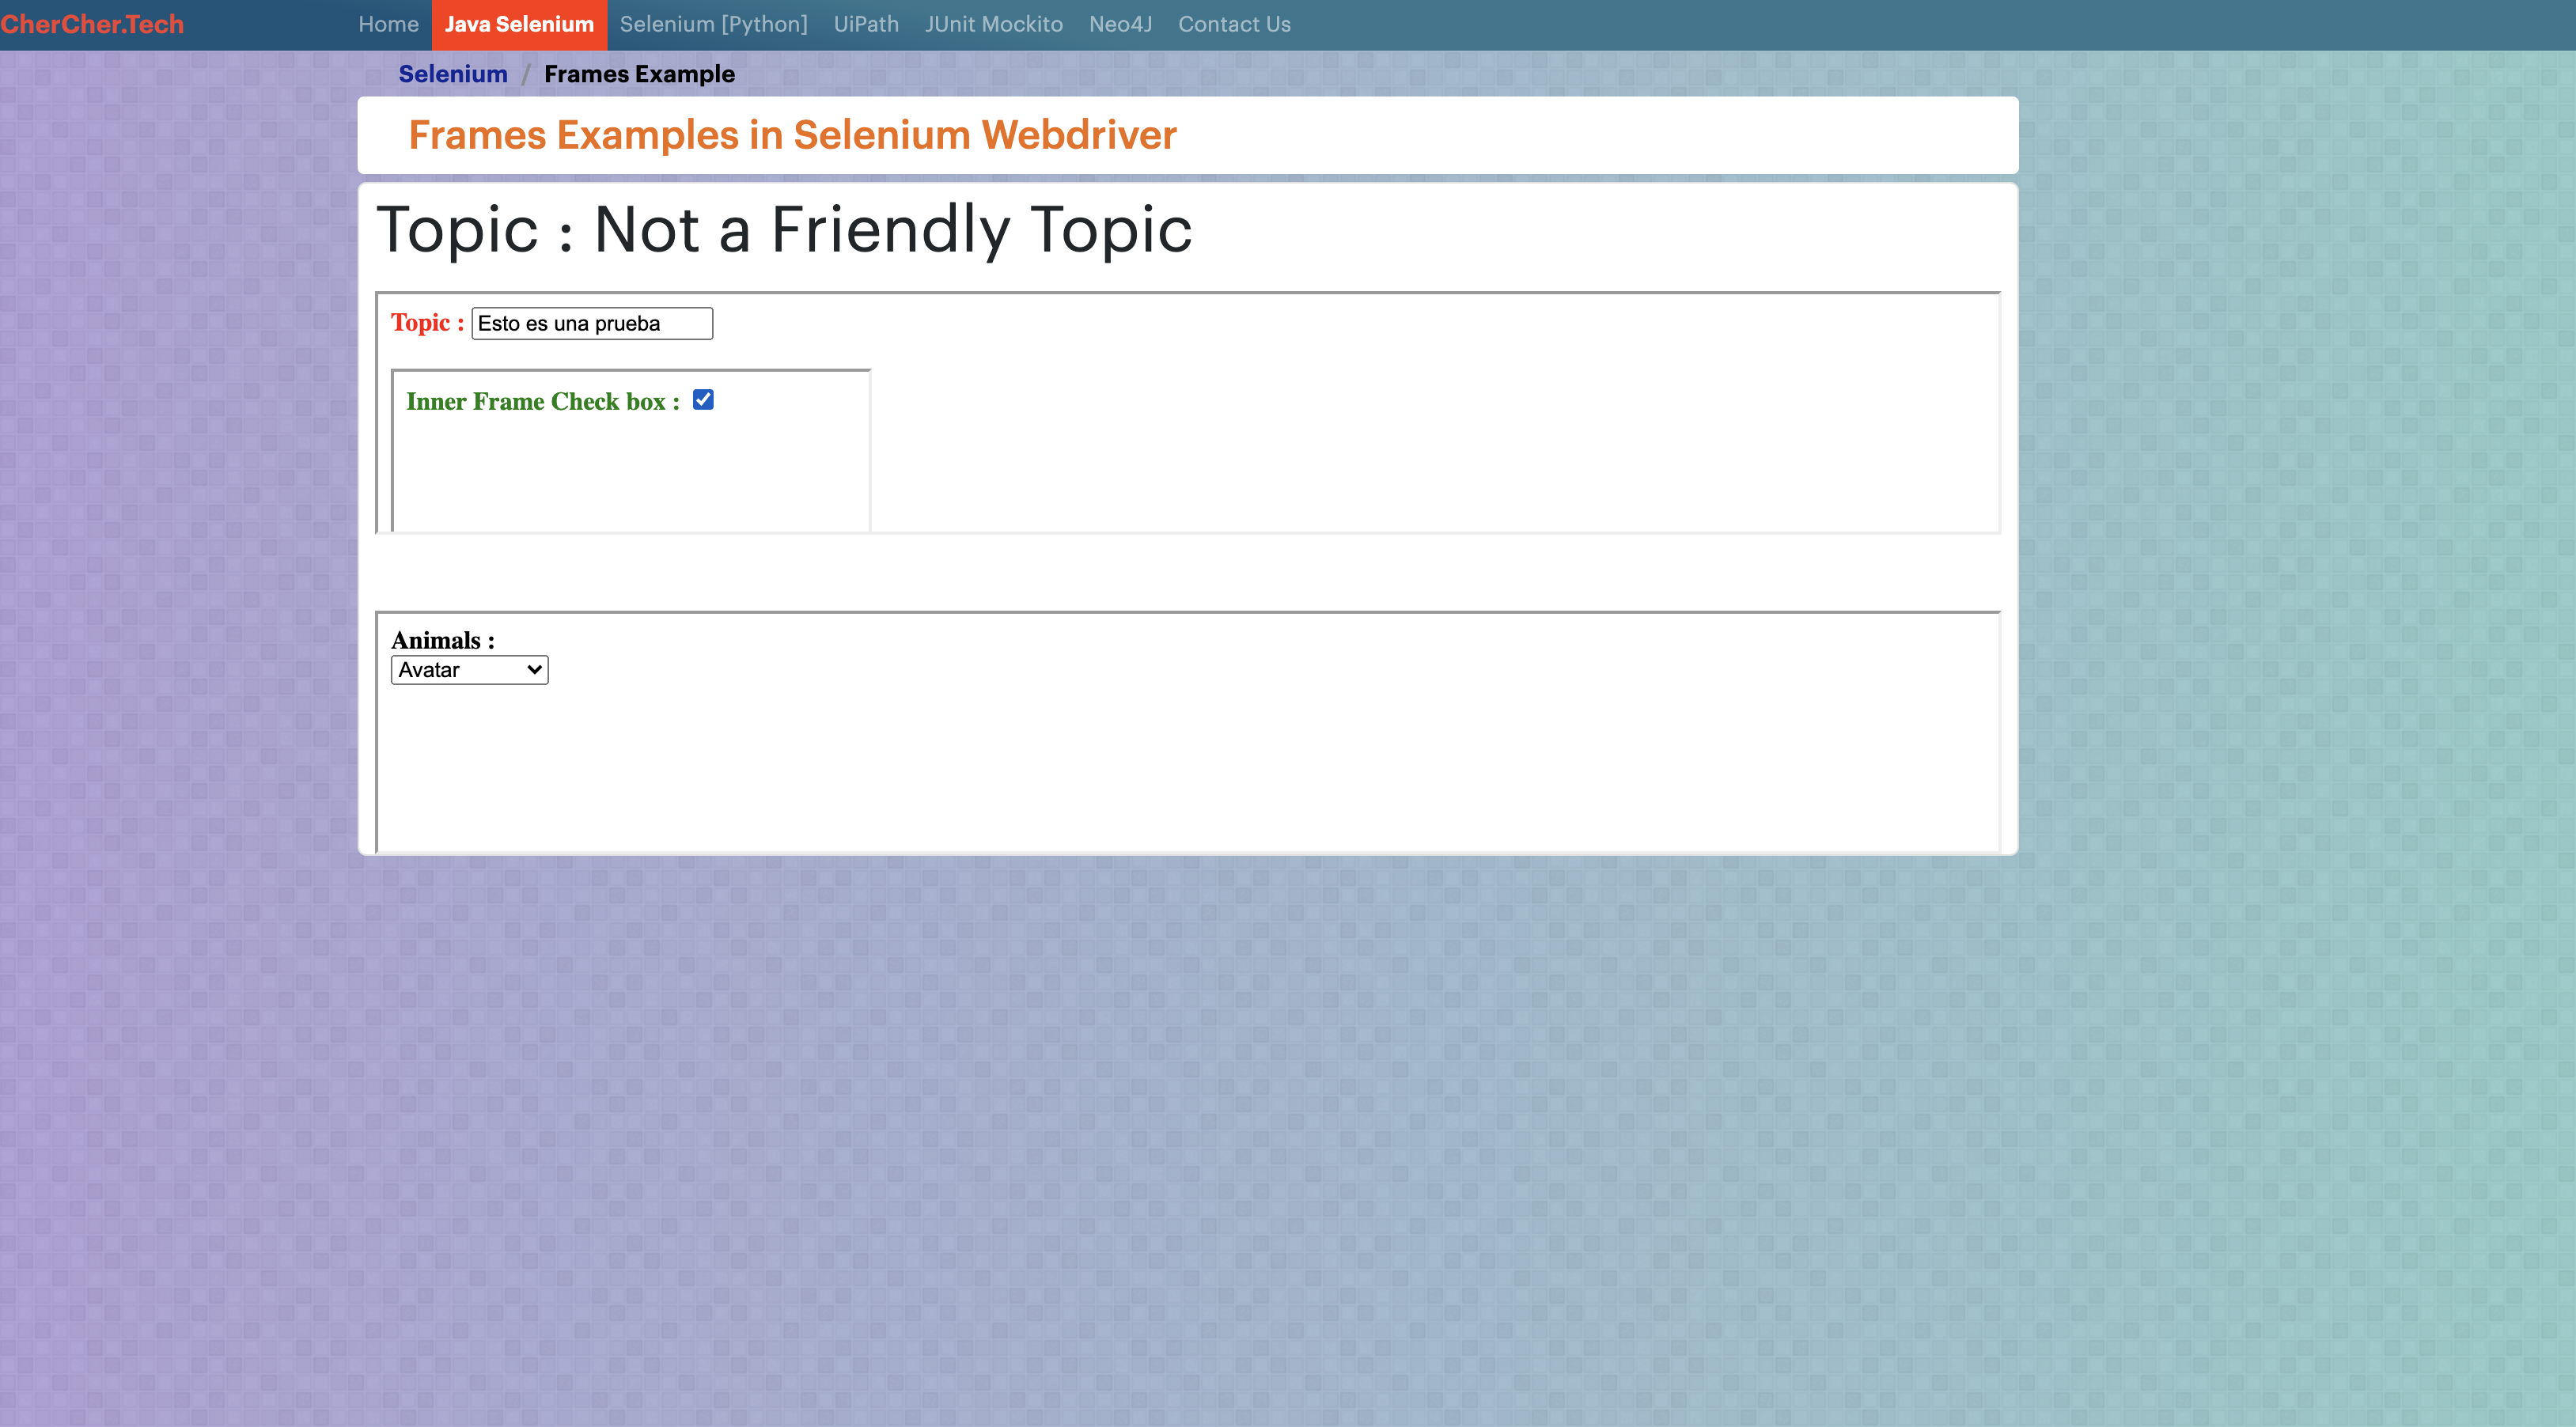 CherCher.Tech Home Java Selenium Selenium [Python] UiPath JUnit Mockito Neo4J Contact Us
Selenium / Frames Example
Frames Examples in Selenium Webdriver
Topic : Not a Friendly Topic
Topic : Esto es una prueba
Inner Frame Check box :
Animals :
Avatar